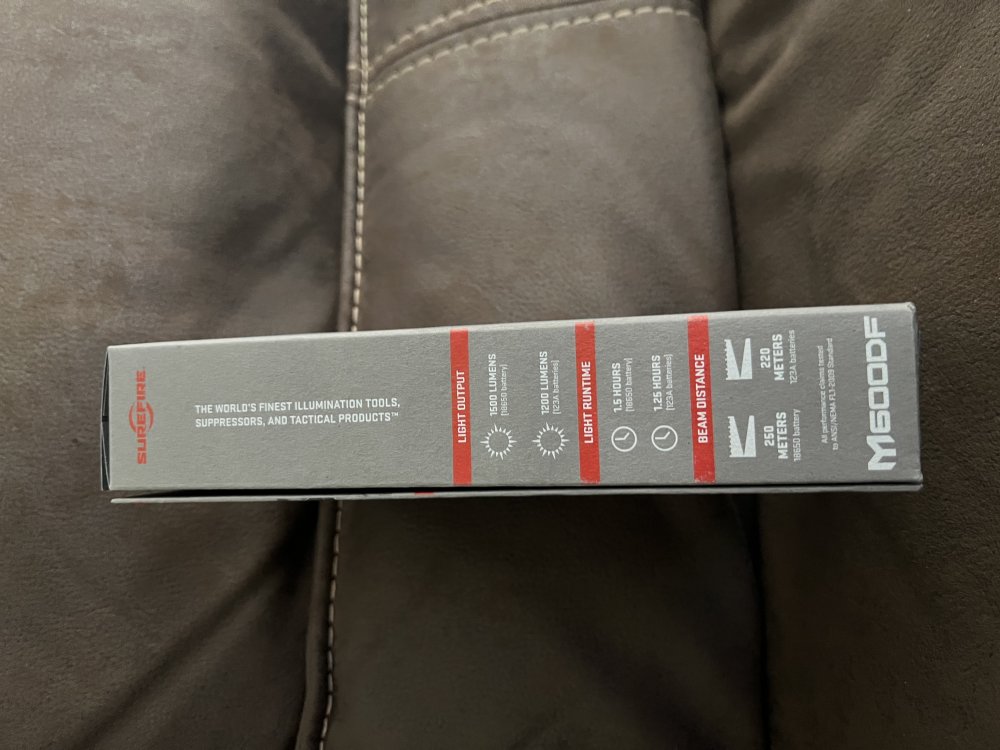 SUREFIRE
THE WORLD'S FINEST ILLUMINATION TOOLS,
SUPPRESSORS, AND TACTICAL PRODUCTS™
LIGHT OUTPUT
1500 LUMENS
(18650 battery)
1200 LUMENS
(123A batteries)
LIGHT RUNTIME
1.5 HOURS
(18650 battery)
1.25 HOURS
(123A batteries)
BEAM DISTANCE
250
METERS
18650 battery
220
METERS
123A batteries
All performance claims tested
to ANSI/NEMA FL1-2009 Standard
M600DF